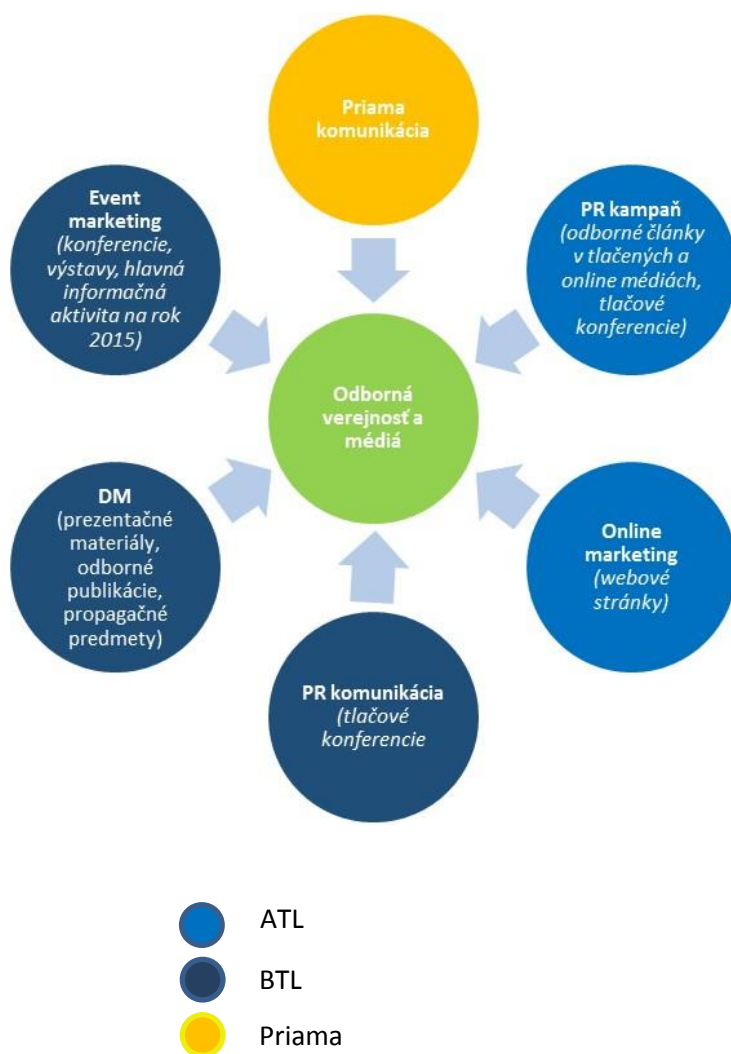 Priama
komunikácia
Event
marketing
(konferencie,
výstavy, hlavná
informačná
aktivita na rok
2015)
PR kampaň
(odborné články
v tlačených a
online médiách,
tlačové
konferencie)
Odborná
verejnosť a
médiá
DM
(prezentačné
materiály,
odborné
publikácie,
propagačné
predmety)
Online
marketing
(webové
stránky)
PR komunikácia
(tlačové
konferencie
ATL
BTL
Priama